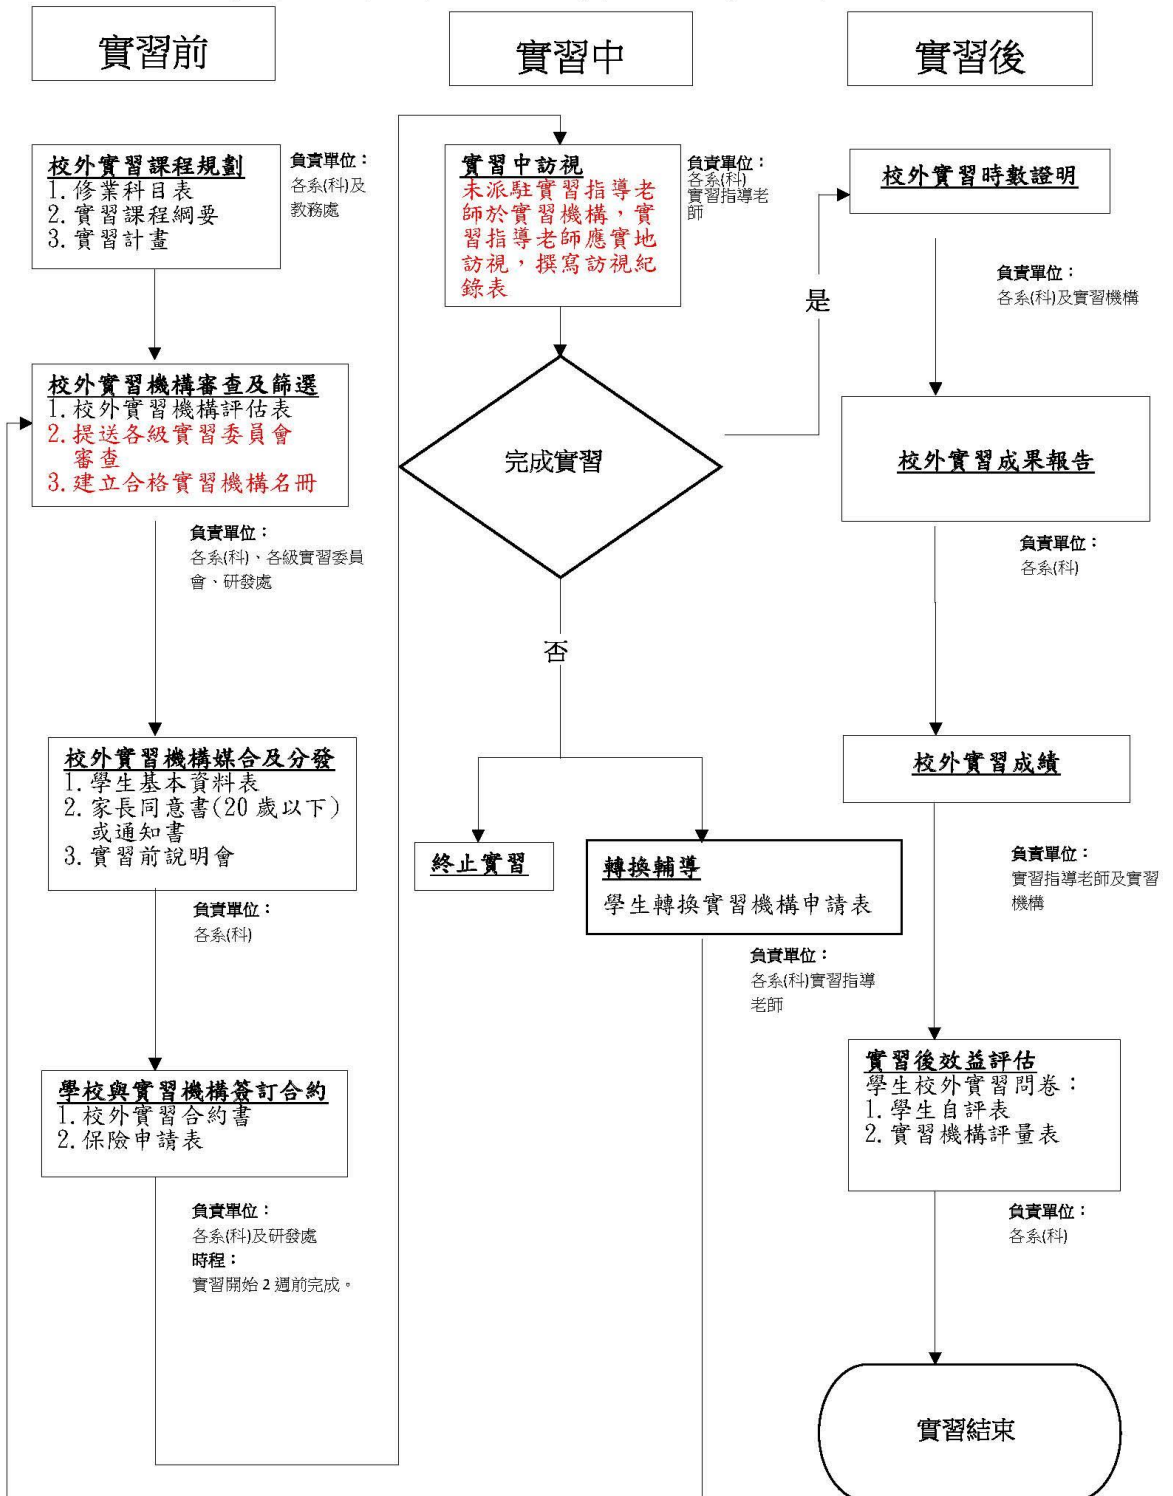 實習前
校外實習課程規劃
1.修業科目表
2.實習課程綱要
3.實習計畫
負責單位：
各系(科)及
教務處
校外實習機構審查及篩選
1.校外實習機構評估表
2.提送各級實習委員會
審查
3.建立合格實習機構名冊
負責單位：
各系(科)、各級實習委員
會、研發處
校外實習機構媒合及分發
1.學生基本資料表
2.家長同意書(20 歲以下)
或通知書
3.實習前說明會
負責單位：
各系(科)
學校與實習機構簽訂合約
1.校外實習合約書
2.保險申請表
負責單位：
各系(科)及研發處
時程：
實習開始 2 週前完成。
實習中
實習中訪視
未派駐實習指導老
師於實習機構，實
習指導老師應實地
訪視，撰寫訪視紀
錄表
負責單位：
各系(科)
實習指導老
師
完成實習
是
否
終止實習
轉換輔導
學生轉換實習機構申請表
負責單位：
各系(科)實習指導
老師
實習後
校外實習時數證明
負責單位：
各系(科)及實習機構
校外實習成果報告
負責單位：
各系(科)
校外實習成績
負責單位：
實習指導老師及實習
機構
實習後效益評估
學生校外實習問卷：
1.學生自評表
2.實習機構評量表
負責單位：
各系(科)
實習結束